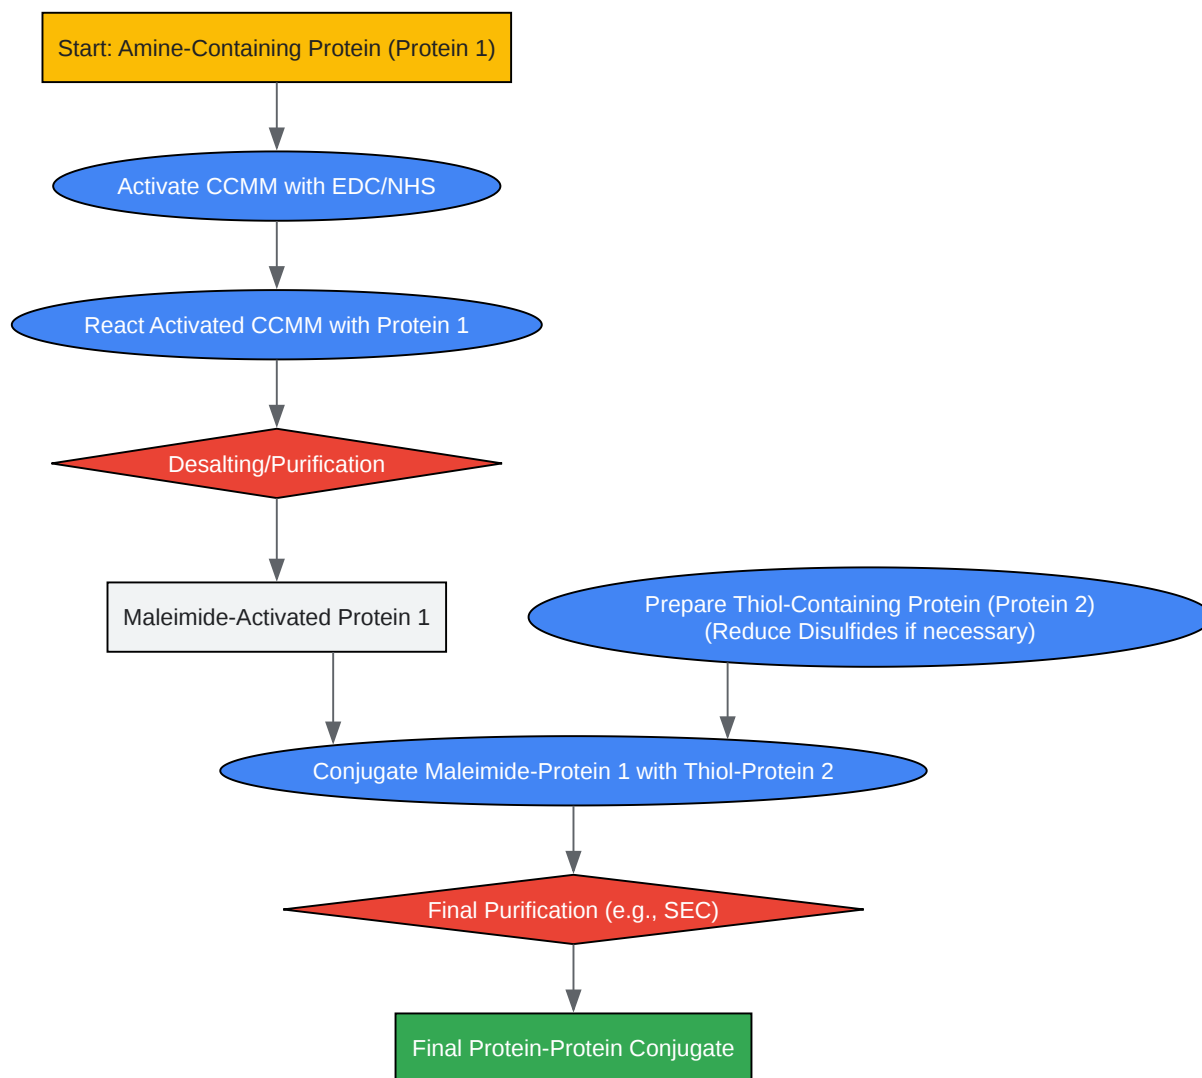 Start: Amine-Containing Protein (Protein 1)
Activate CCMM with EDC/NHS
React Activated CCMM with Protein 1
Desalting/Purification
Maleimide-Activated Protein 1
Prepare Thiol-Containing Protein (Protein 2)
(Reduce Disulfides if necessary)
Conjugate Maleimide-Protein 1 with Thiol-Protein 2
Final Purification (e.g., SEC)
Final Protein-Protein Conjugate